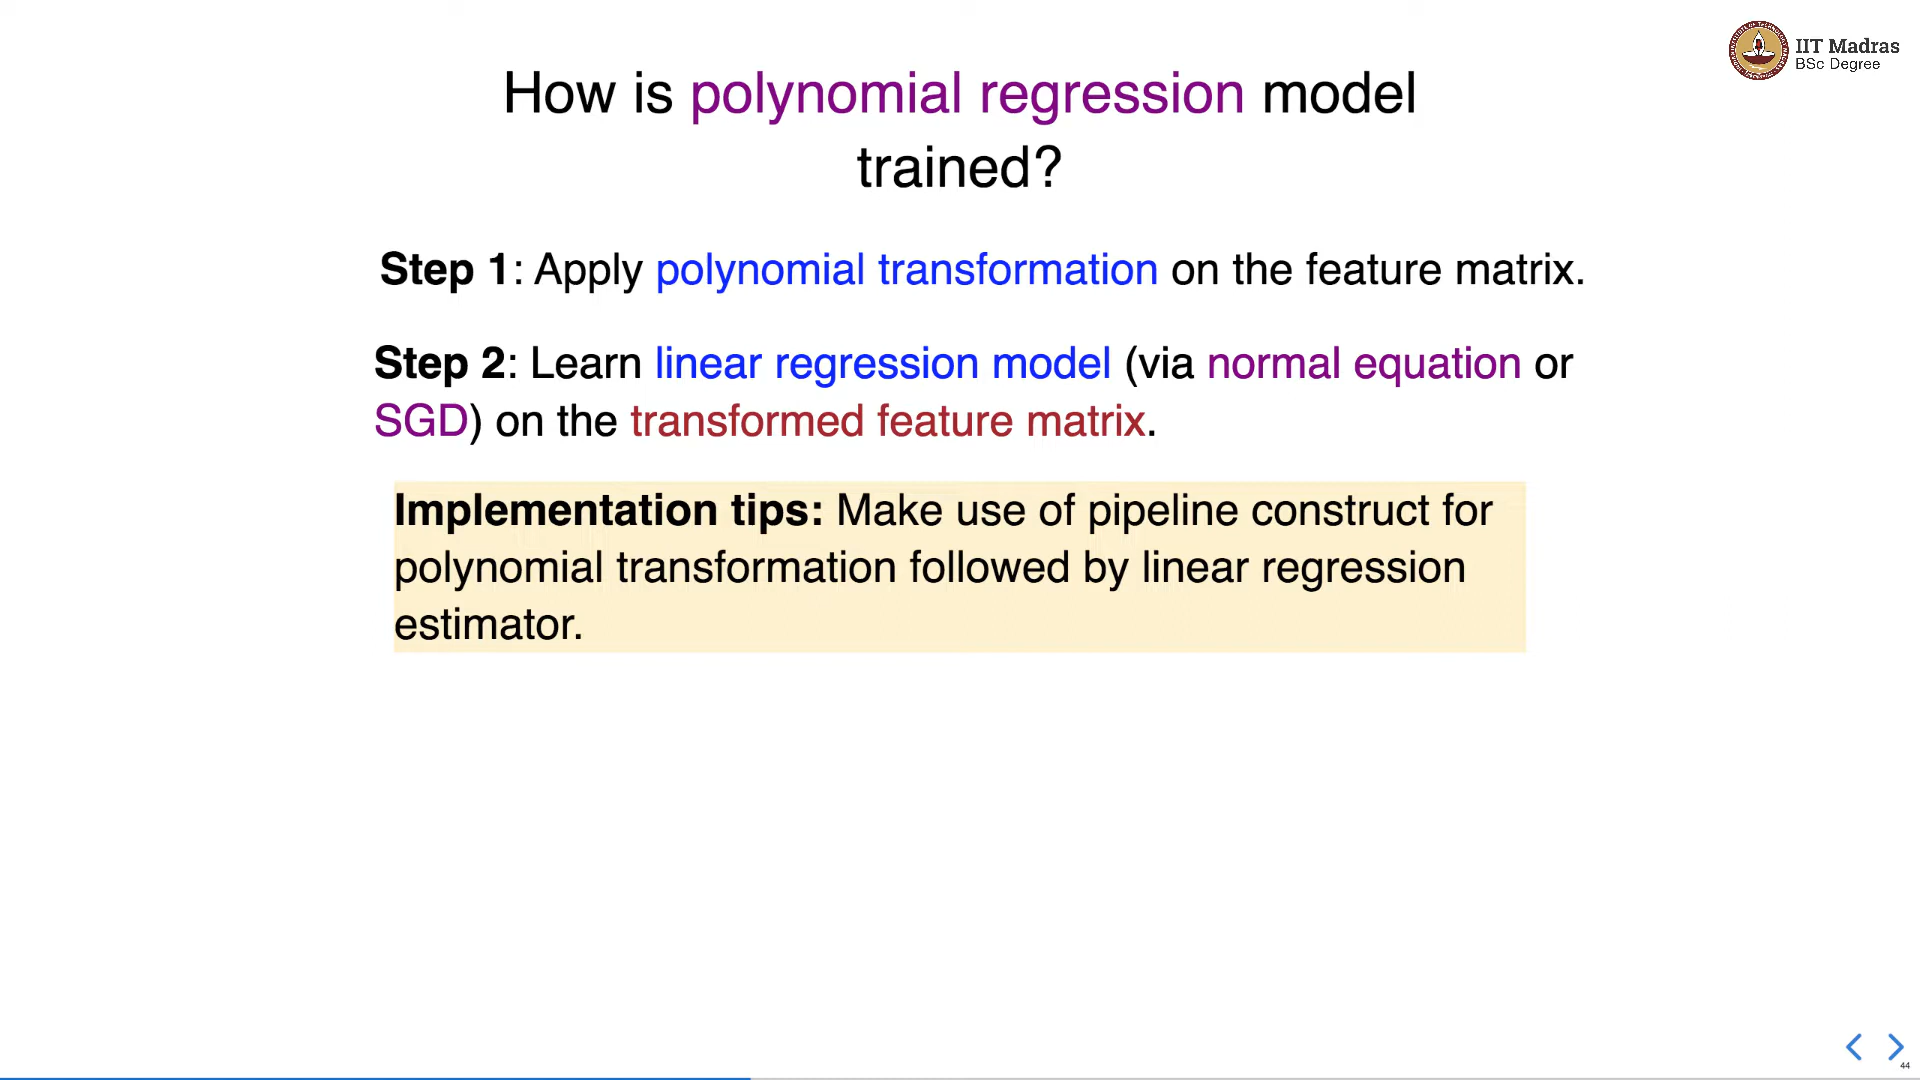 IIT Madras
BSc Degree
How is polynomial regression model
trained?
Step 1: Apply polynomial transformation on the feature matrix.
Step 2: Learn linear regression model (via normal equation or
SGD) on the transformed feature matrix.
Implementation tips: Make use of pipeline construct for
polynomial transformation followed by linear regression
estimator.
44